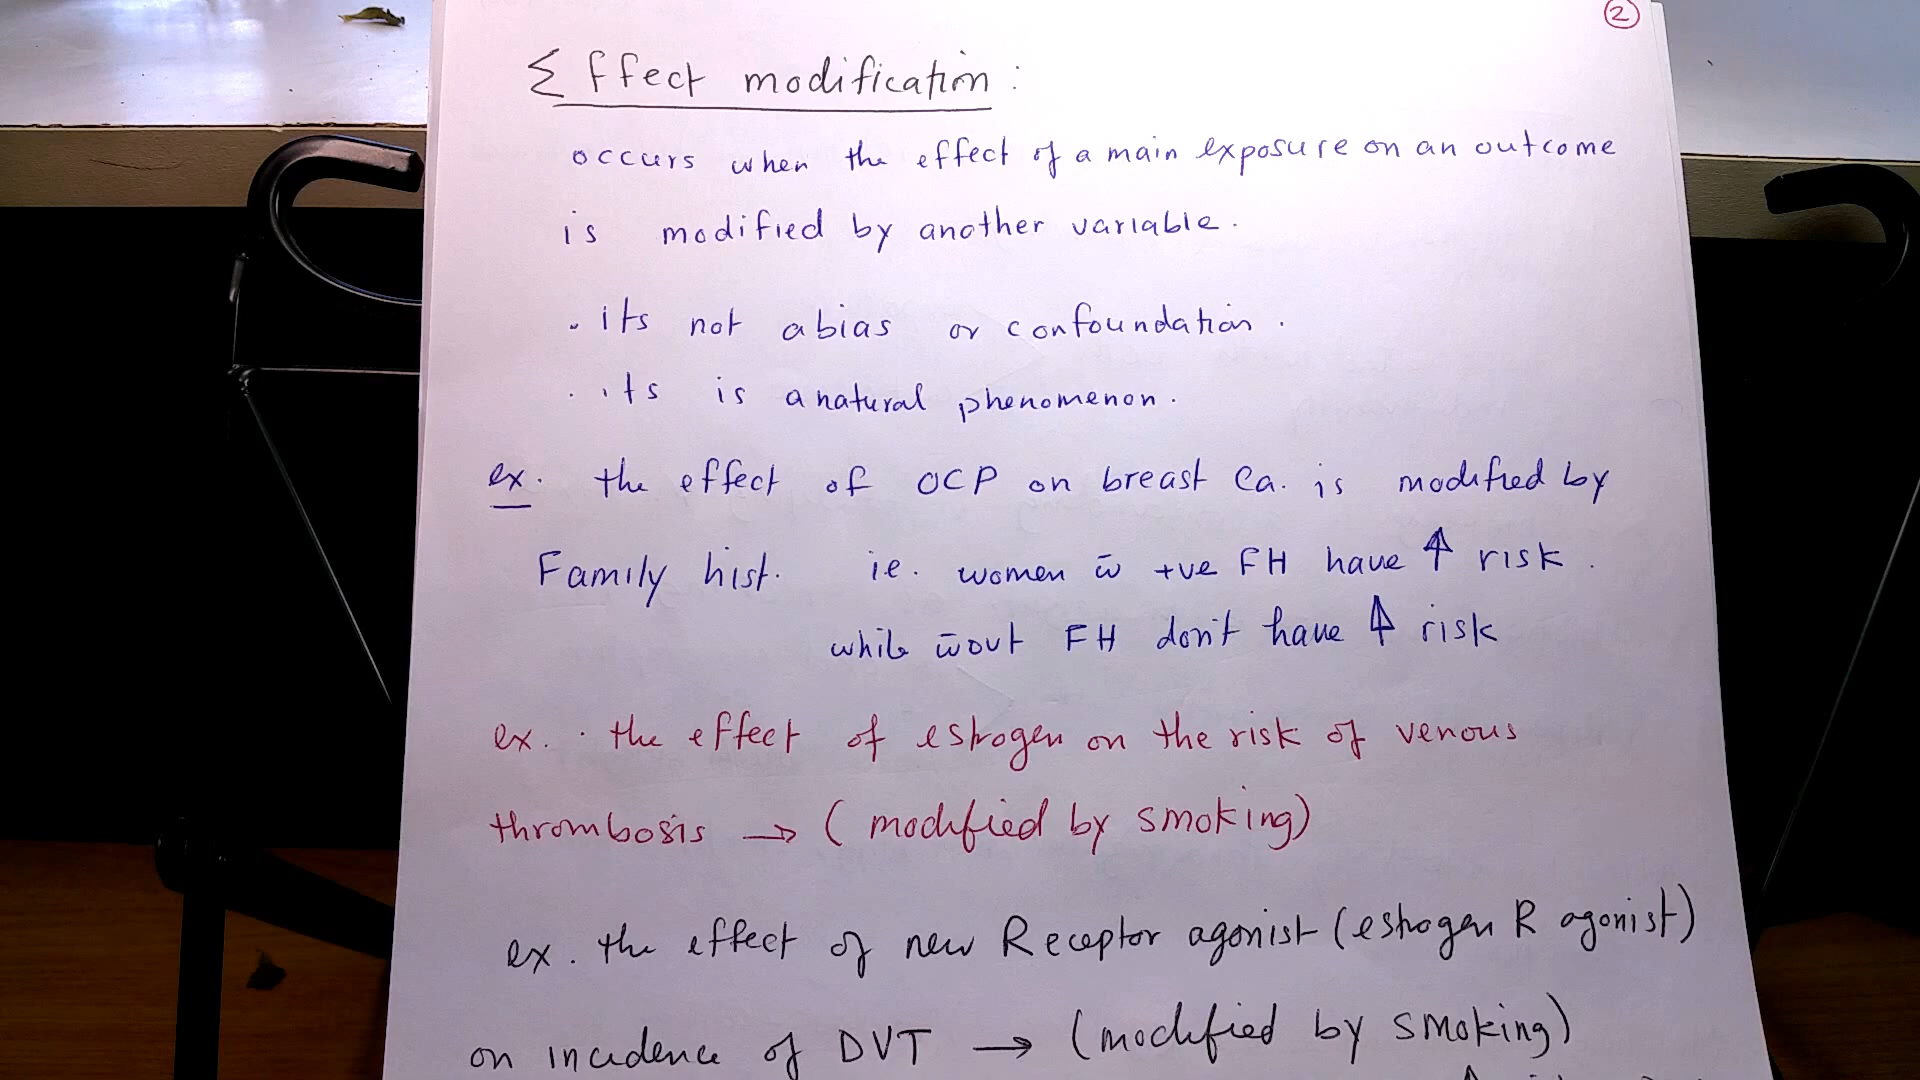 2
Effect modification :
occurs when the effect of a main exposure on an outcome
is modified by another variable.
. its not a bias or confoundation .
. its is a natural phenomenon .
ex. the effect of OCP on breast Ca. is modified by
Family hist. ie. women w̄ +ve FH have ↑ risk .
while w̄out FH don't have ↑ risk
ex. . the effect of estrogen on the risk of venous
thrombosis → ( modified by smoking)
ex. the effect of new Receptor agonist (estrogen R agonist)
on incidence of DVT → (modified by smoking)